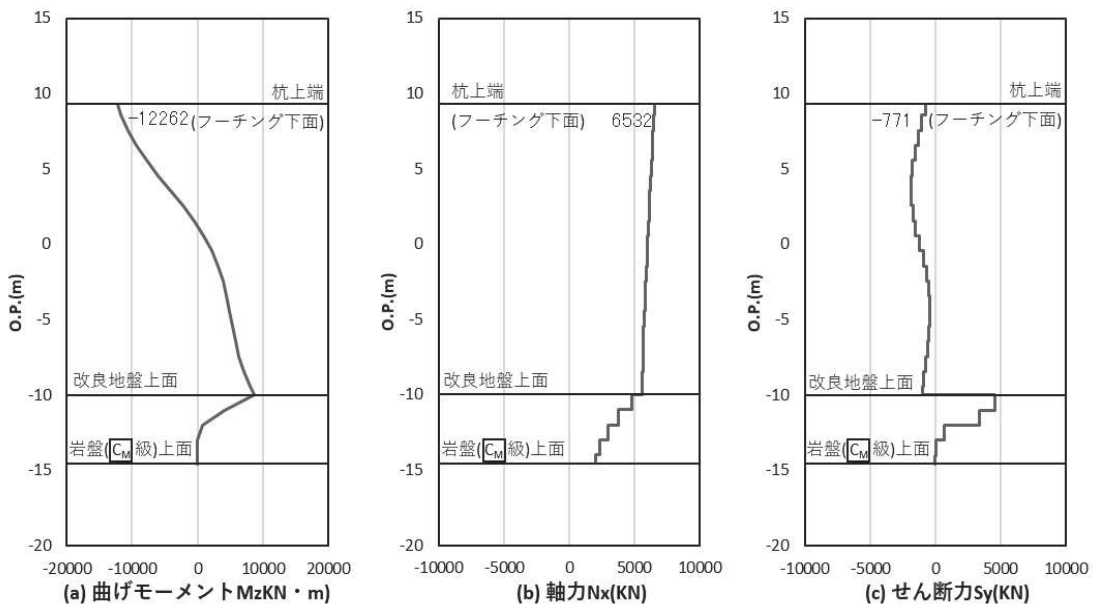 15
10
5
0
-5
-10
-15
-20
O.P.(m)
杭上端
-12262(フーチング下面)
改良地盤上面
岩盤(CM級)上面
-20000 -10000 0 10000 20000
(a) 曲げモーメントMzKN・m)
15
10
5
0
-5
-10
-15
-20
O.P.(m)
杭上端
(フーチング下面) 6532
改良地盤上面
岩盤(CM級)上面
-10000 -5000 0 5000 10000
(b) 軸力Nx(KN)
15
10
5
0
-5
-10
-15
-20
O.P.(m)
杭上端
-771 (フーチング下面)
改良地盤上面
岩盤(CM級)上面
-10000 -5000 0 5000 10000
(c) せん断力Sy(KN)